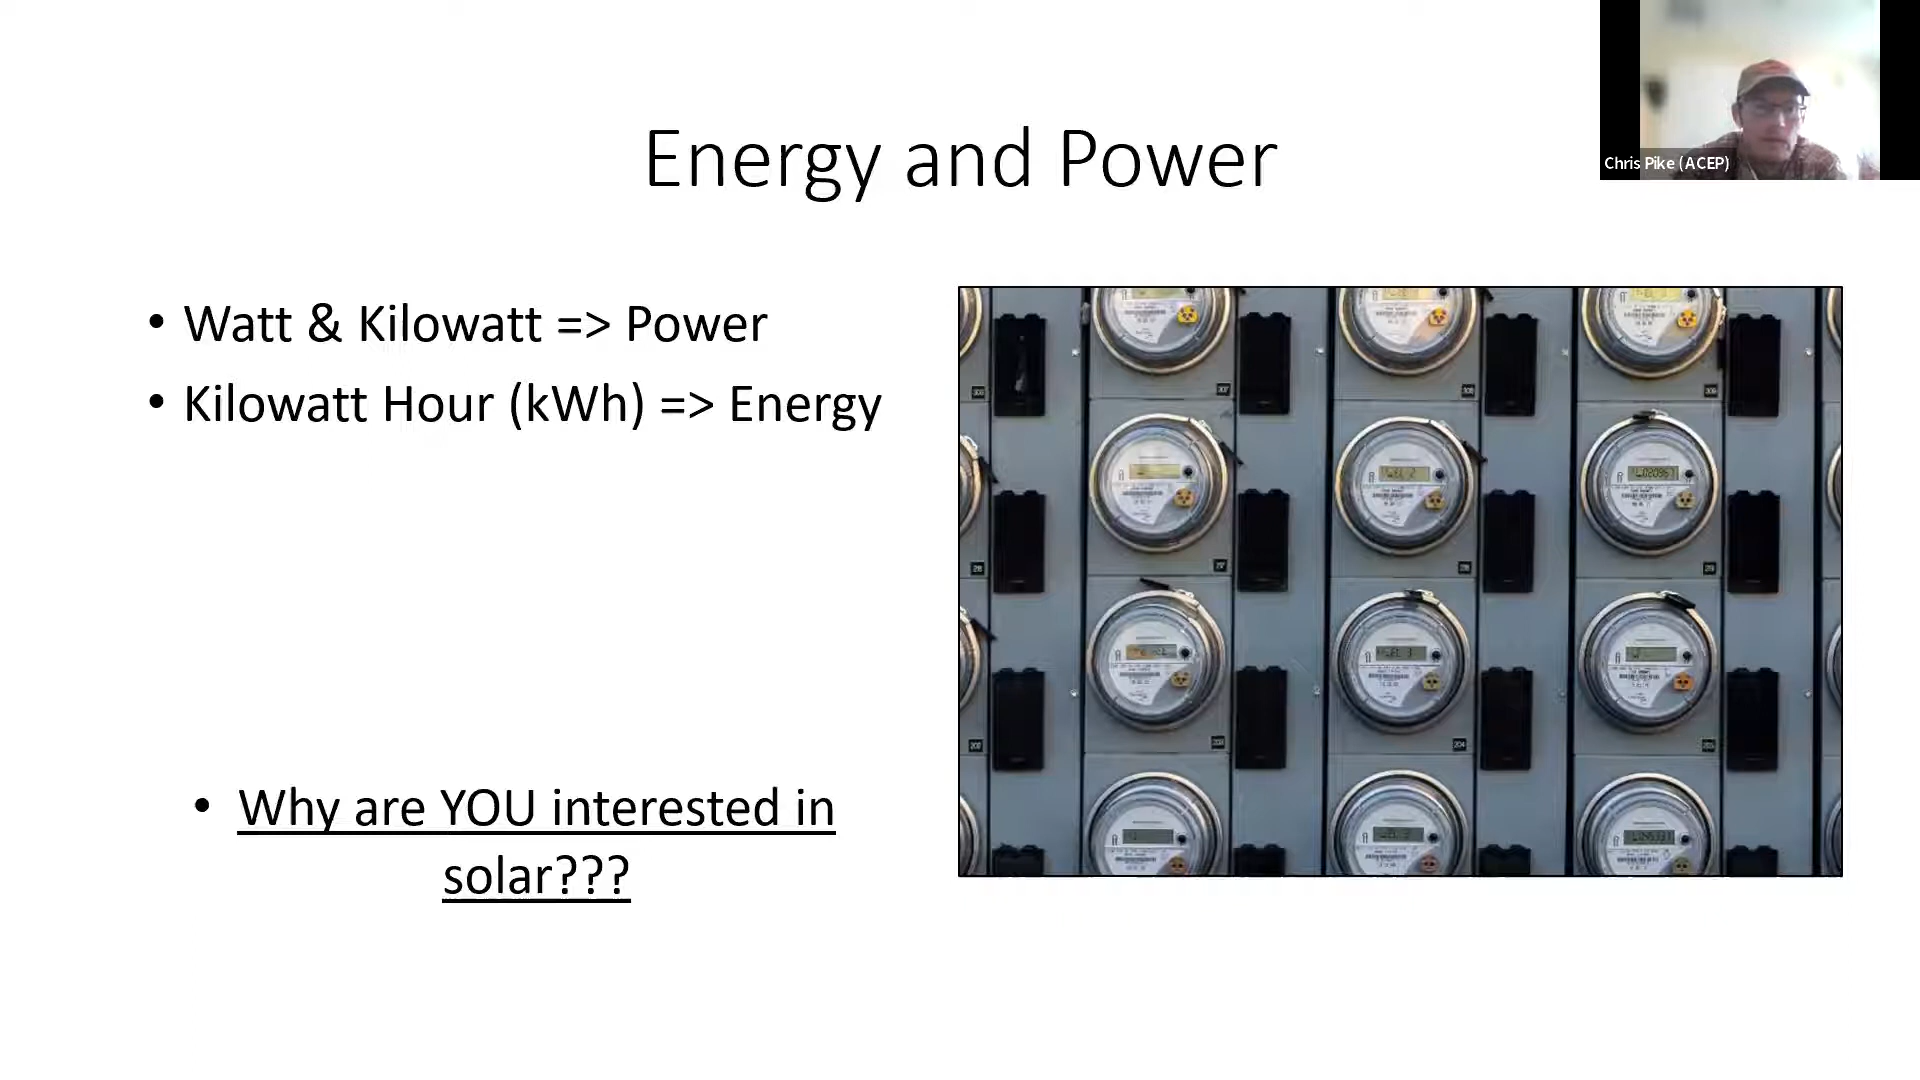 Energy and Power
Chris Pike (ACEP)
• Watt & Kilowatt => Power
• Kilowatt Hour (kWh) => Energy
• Why are YOU interested in
solar???